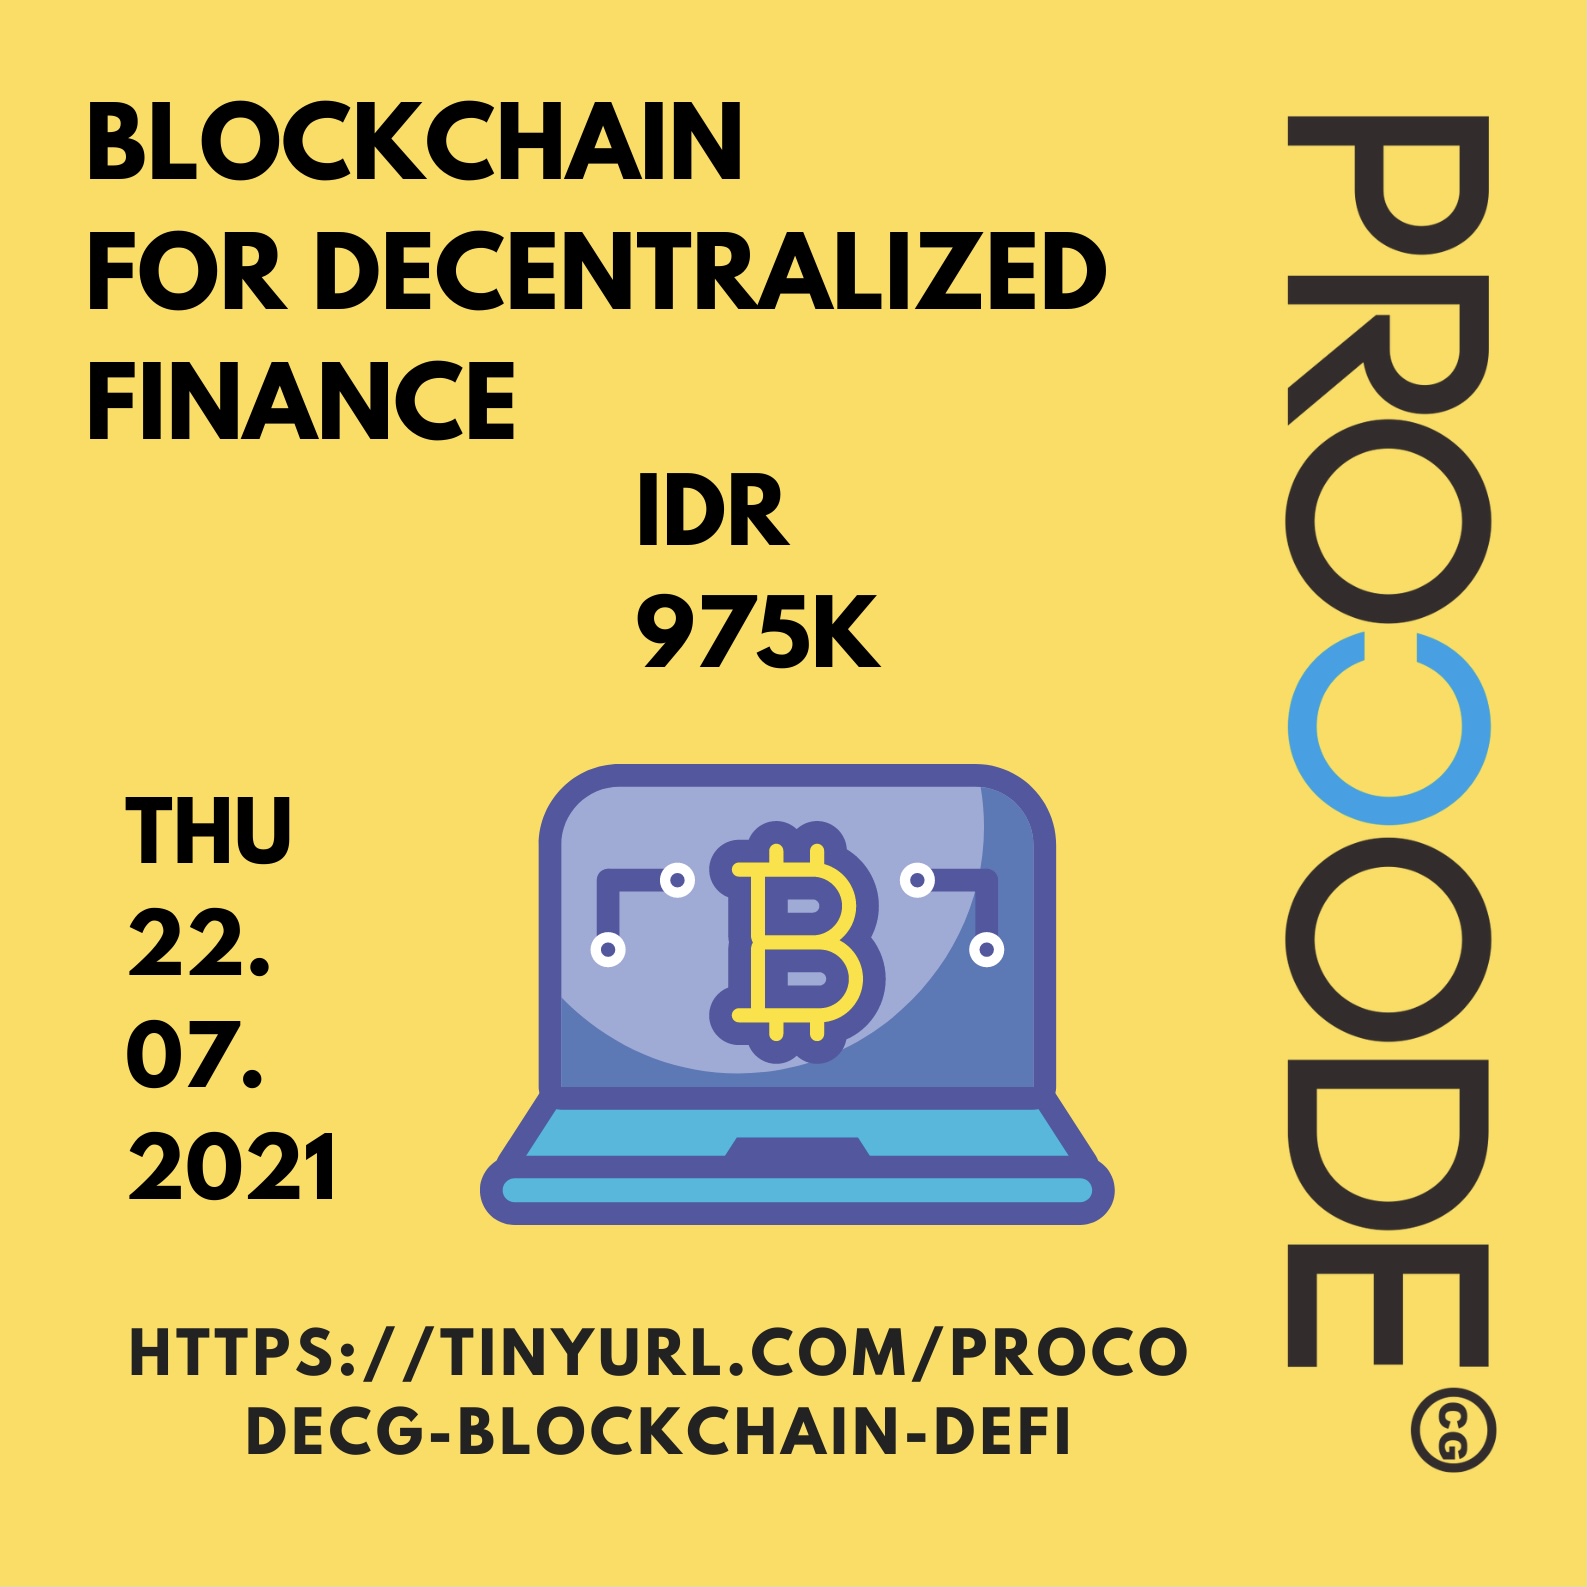 BLOCKCHAIN
FOR DECENTRALIZED
FINANCE
IDR
975K
THU
22.
07.
2021
HTTPS://TINYURL.COM/PROCO
DECG-BLOCKCHAIN-DEFI
PROCODE
CG